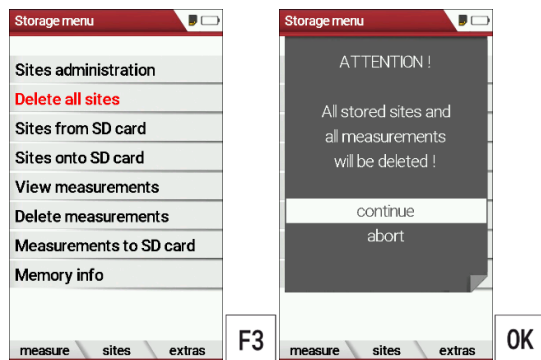 Storage menu
Sites administration
Delete all sites
Sites from SD card
Sites onto SD card
View measurements
Delete measurements
Measurements to SD card
Memory info
measure sites extras
F3
Storage menu
ATTENTION !
All stored sites and
all measurements
will be deleted !
continue
abort
measure sites extras
OK